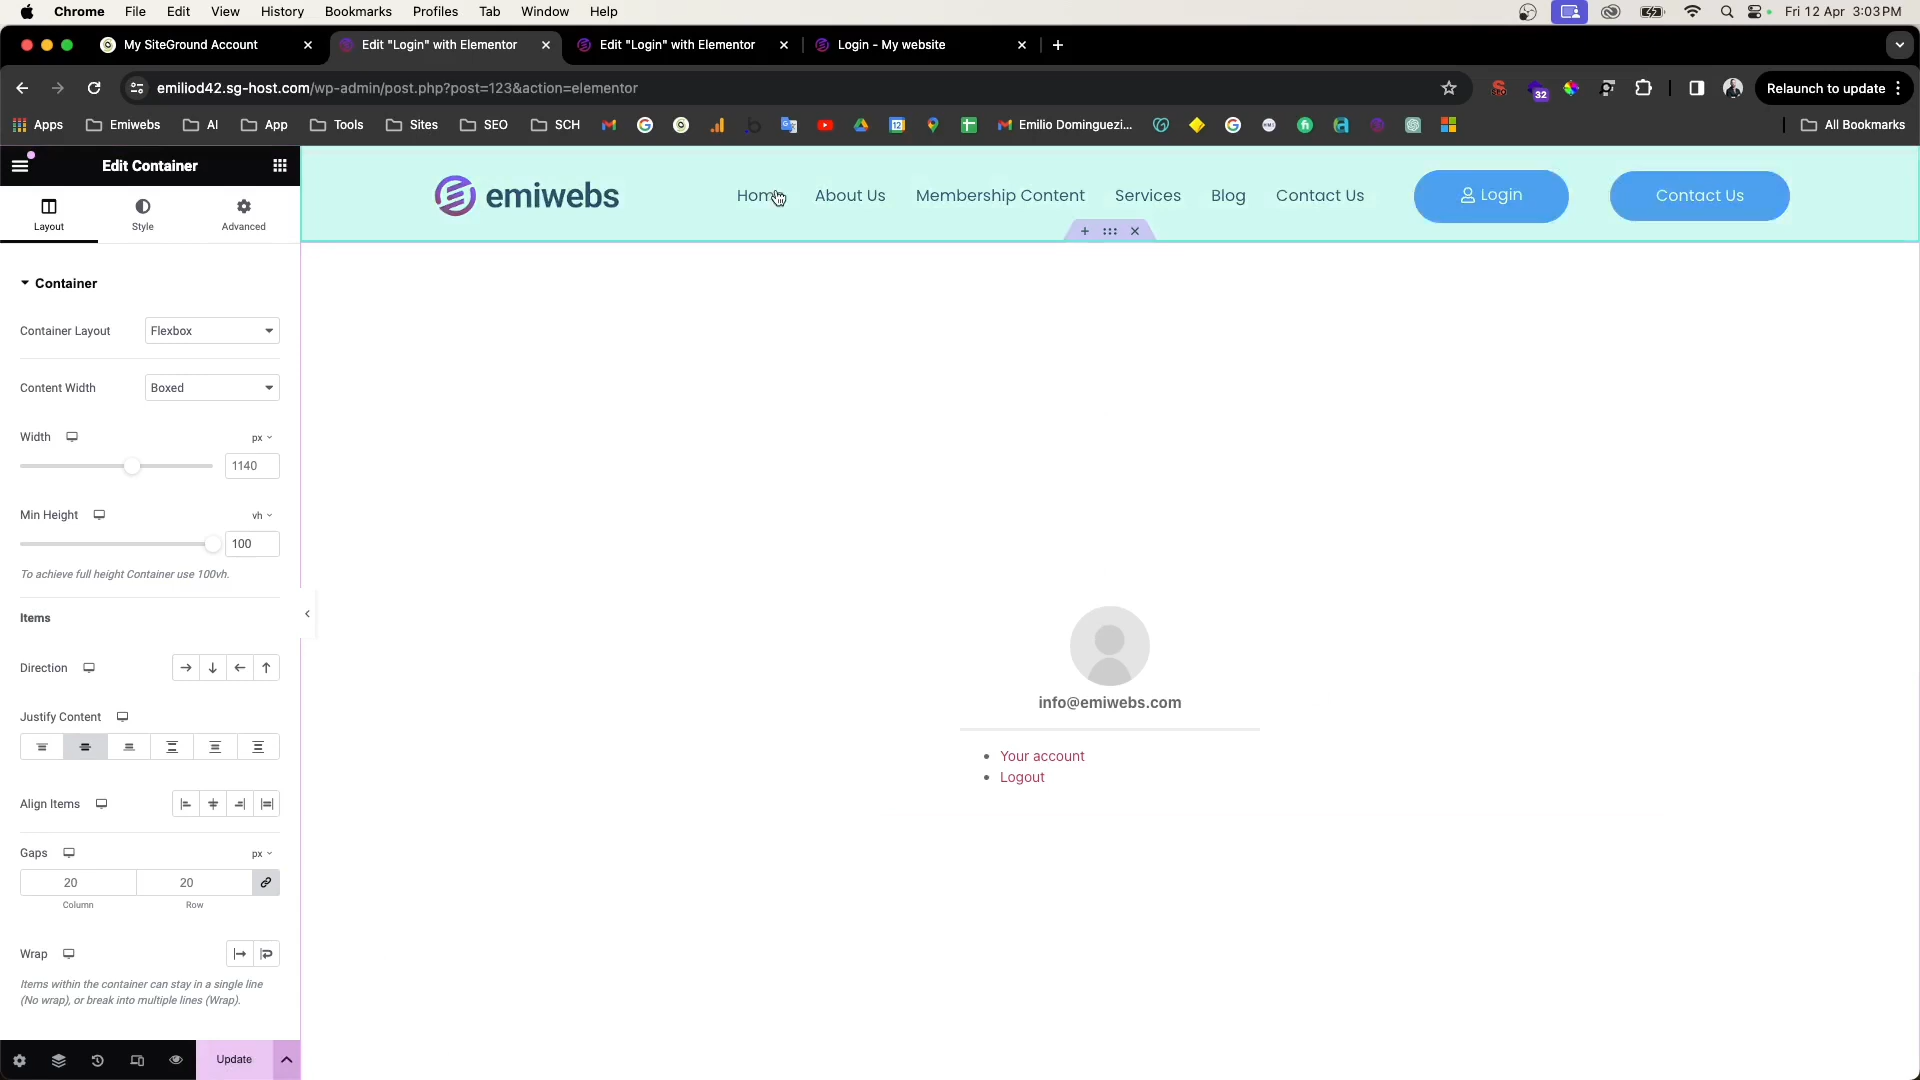 Chrome File Edit View History Bookmarks Profiles Tab Window Help Fri 12 Apr 3:03 PM
My SiteGround Account Edit "Login" with Elementor Edit "Login" with Elementor Login - My website
emiliod42.sg-host.com/wp-admin/post.php?post=123&action=elementor 32 Relaunch to update
Apps Emiwebs AI App Tools Sites SEO SCH 12 Emilio Dominguezi... All Bookmarks
Edit Container
Layout Style Advanced
emiwebs Home About Us Membership Content Services Blog Contact Us Login Contact Us
Container
Container Layout Flexbox
Content Width Boxed
Width px
1140
Min Height vh
100
To achieve full height Container use 100vh.
Items
Direction
Justify Content
Align Items
Gaps px
20 20
Column Row
Wrap
Items within the container can stay in a single line
(No wrap), or break into multiple lines (Wrap).
Update
info@emiwebs.com
Your account
Logout